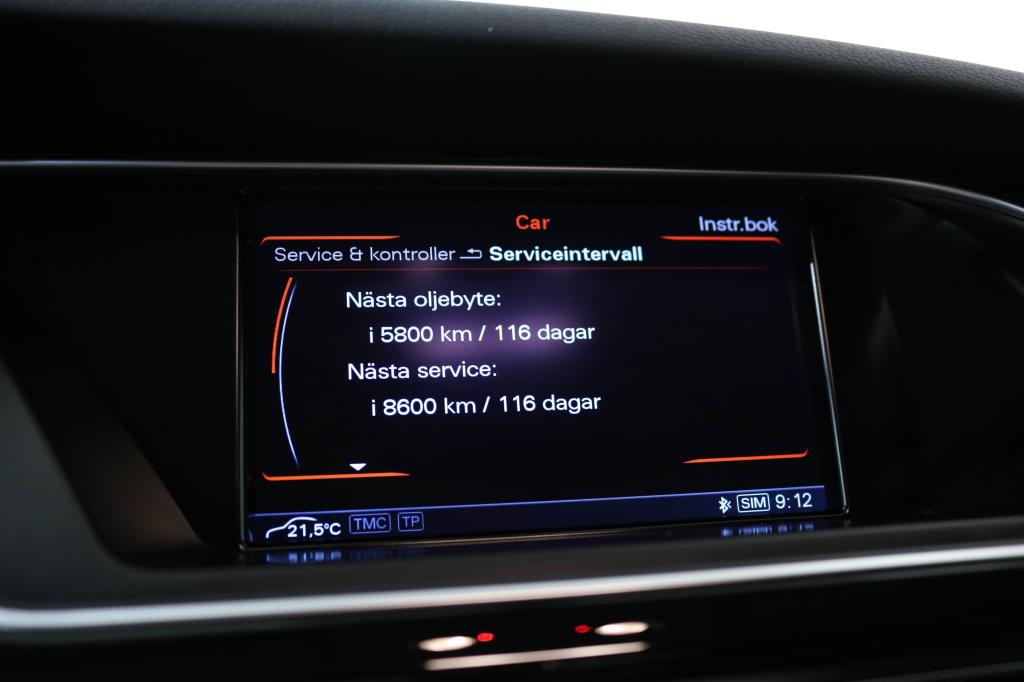 Car
Instr.bok
Service & kontroller Serviceintervall
Nästa oljebyte:
i 5800 km / 116 dagar
Nästa service:
i 8600 km / 116 dagar
21,5°C TMC TP SIM 9:12